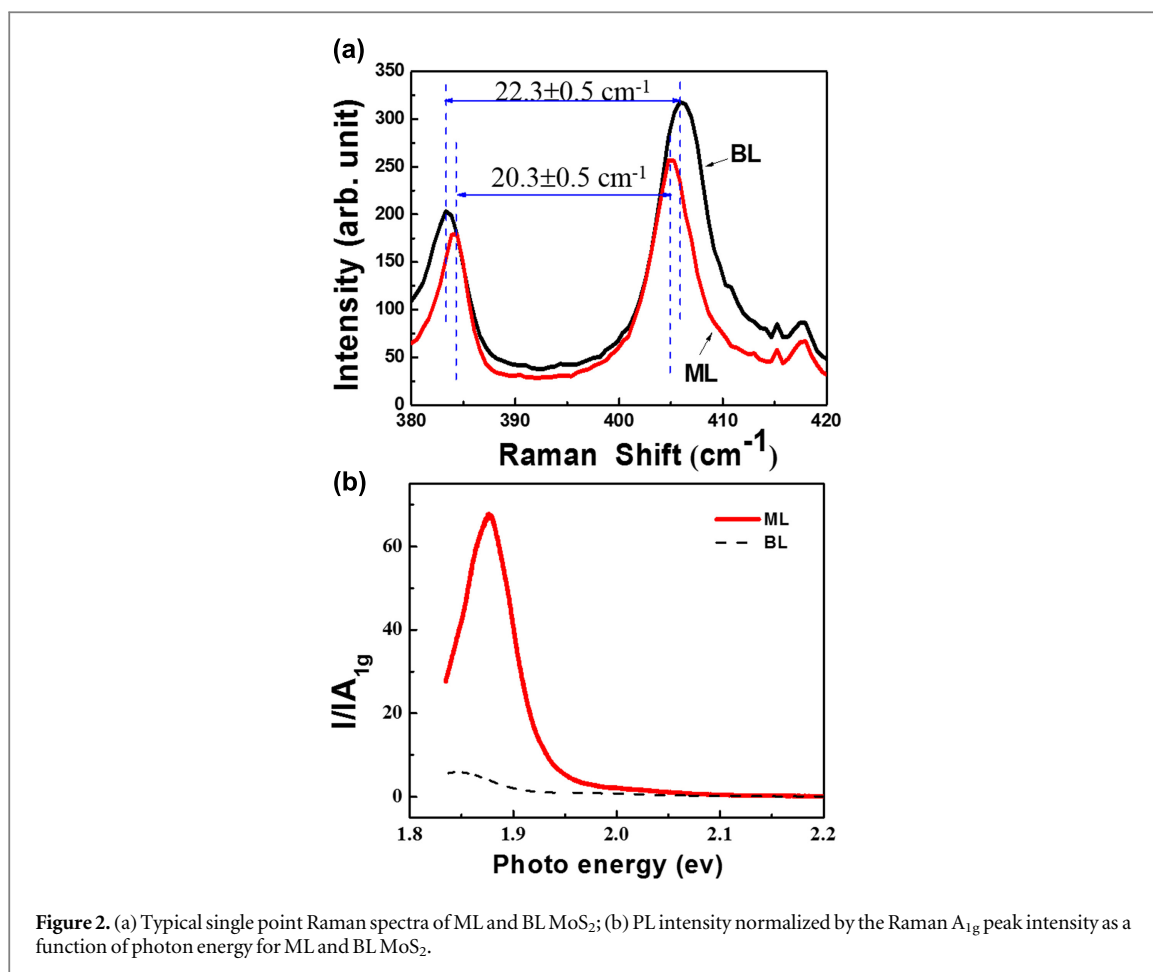 (a)
350
300
250
200
150
100
50
0
Intensity (arb. unit)
22.3±0.5 cm⁻¹
20.3±0.5 cm⁻¹
BL
ML
380 390 400 410 420
Raman Shift (cm⁻¹)
(b)
60
40
20
0
I/IA₁g
ML
BL
1.8 1.9 2.0 2.1 2.2
Photo energy (ev)
Figure 2. (a) Typical single point Raman spectra of ML and BL MoS₂; (b) PL intensity normalized by the Raman A₁g peak intensity as a
function of photon energy for ML and BL MoS₂.